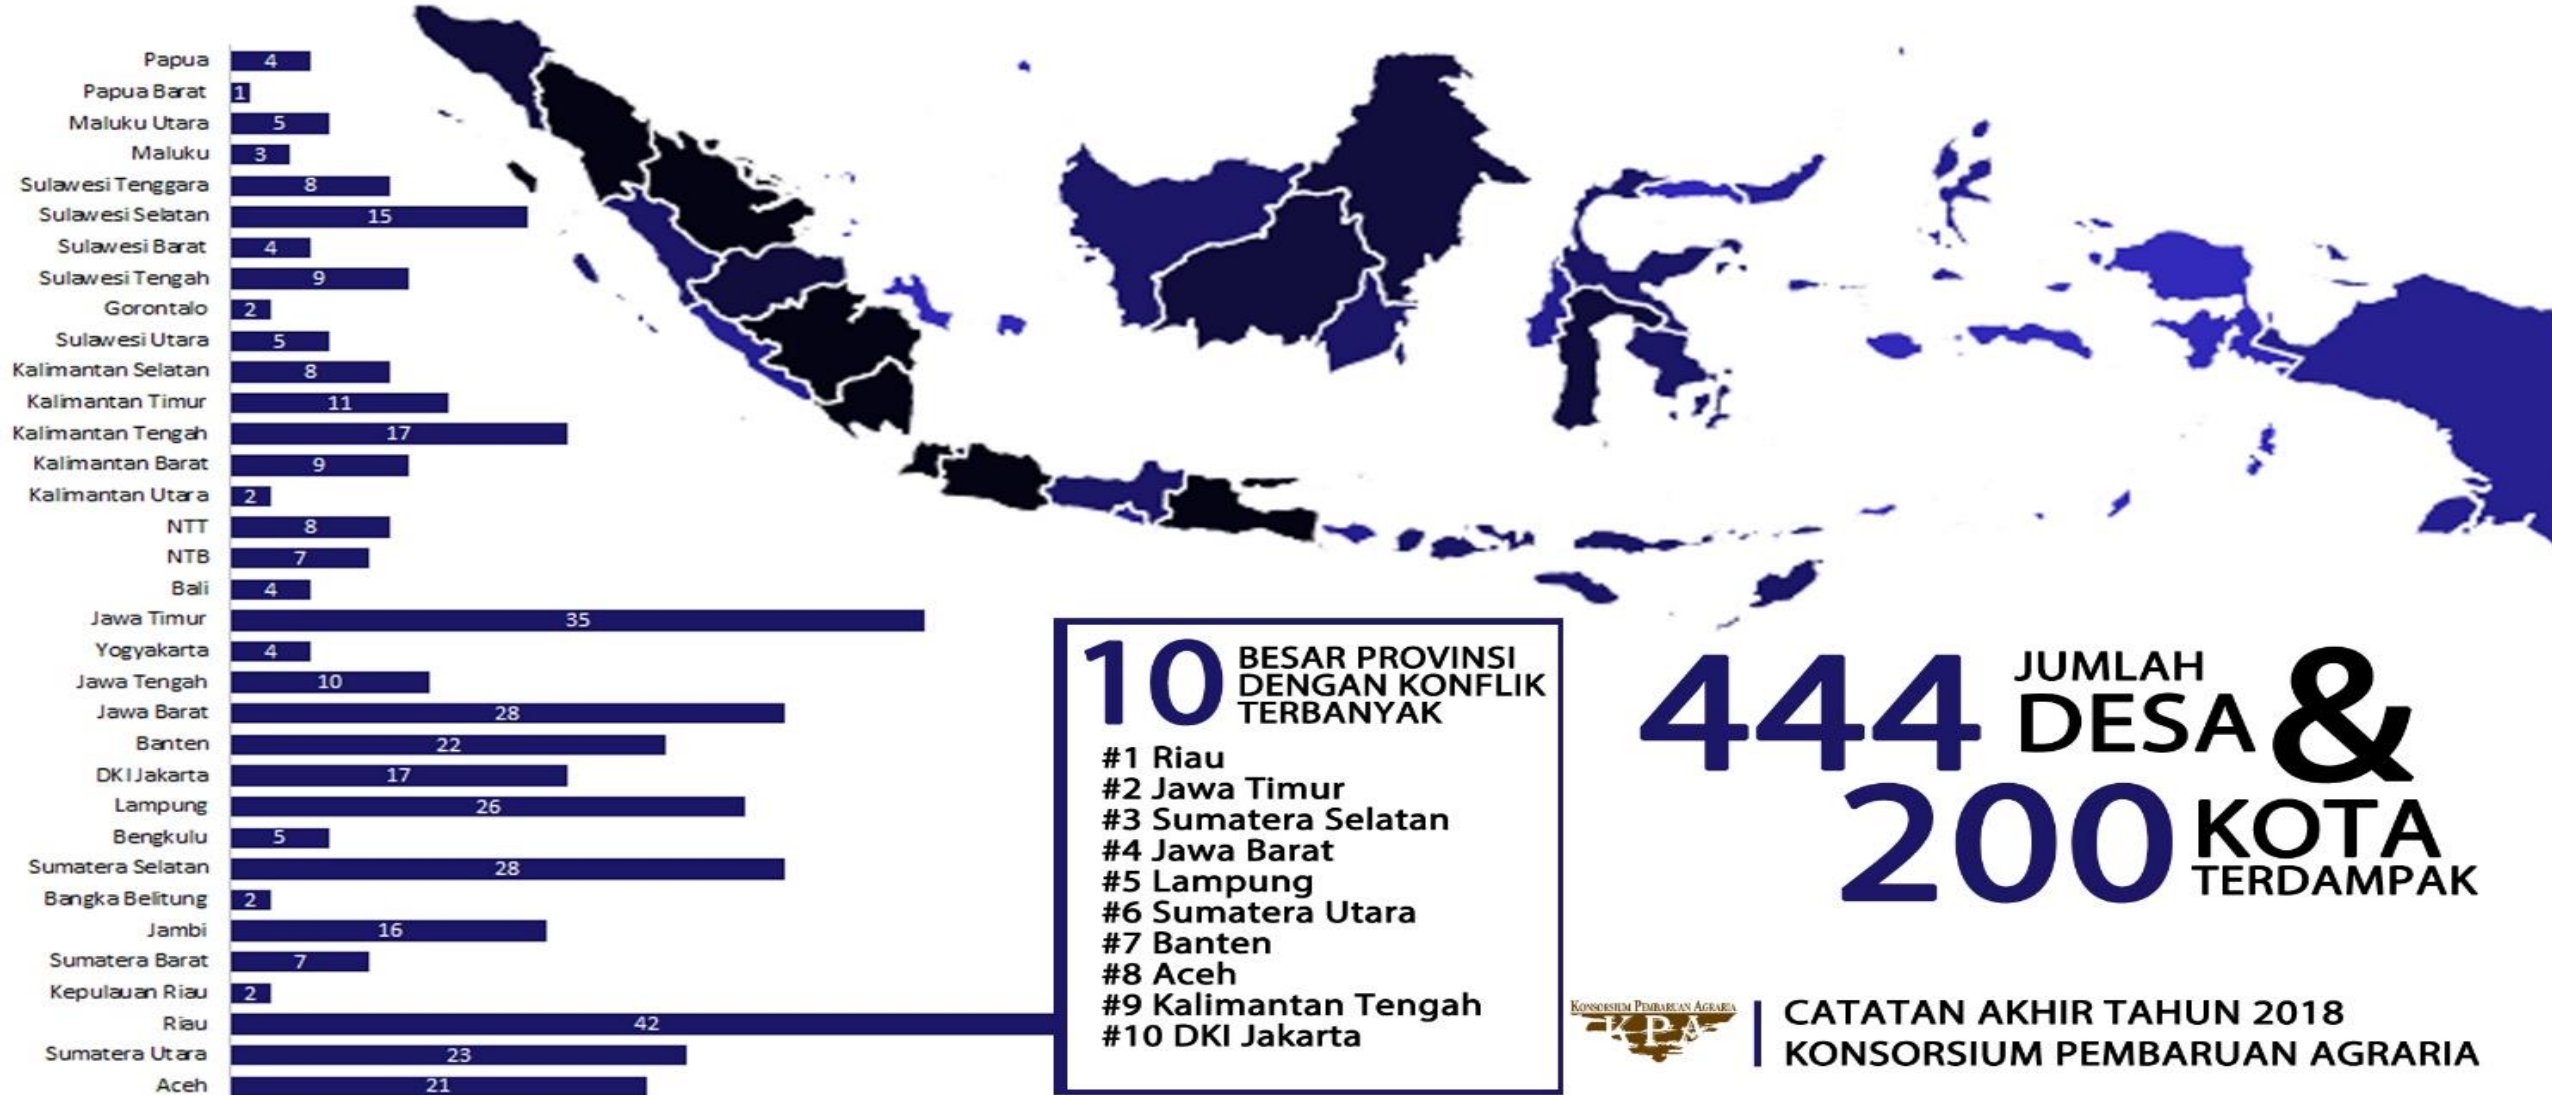 Papua 4
Papua Barat 1
Maluku Utara 5
Maluku 3
Sulawesi Tenggara 8
Sulawesi Selatan 15
Sulawesi Barat 4
Sulawesi Tengah 9
Gorontalo 2
Sulawesi Utara 5
Kalimantan Selatan 8
Kalimantan Timur 11
Kalimantan Tengah 17
Kalimantan Barat 9
Kalimantan Utara 2
NTT 8
NTB 7
Bali 4
Jawa Timur 35
Yogyakarta 4
Jawa Tengah 10
Jawa Barat 28
Banten 22
DKI Jakarta 17
Lampung 26
Bengkulu 5
Sumatera Selatan 28
Bangka Belitung 2
Jambi 16
Sumatera Barat 7
Kepulauan Riau 2
Riau 42
Sumatera Utara 23
Aceh 21
10 BESAR PROVINSI
DENGAN KONFLIK
TERBANYAK
#1 Riau
#2 Jawa Timur
#3 Sumatera Selatan
#4 Jawa Barat
#5 Lampung
#6 Sumatera Utara
#7 Banten
#8 Aceh
#9 Kalimantan Tengah
#10 DKI Jakarta
444 JUMLAH
DESA &
200 KOTA
TERDAMPAK
KONSORSIUM PEMBARUAN AGRARIA
KPA
CATATAN AKHIR TAHUN 2018
KONSORSIUM PEMBARUAN AGRARIA